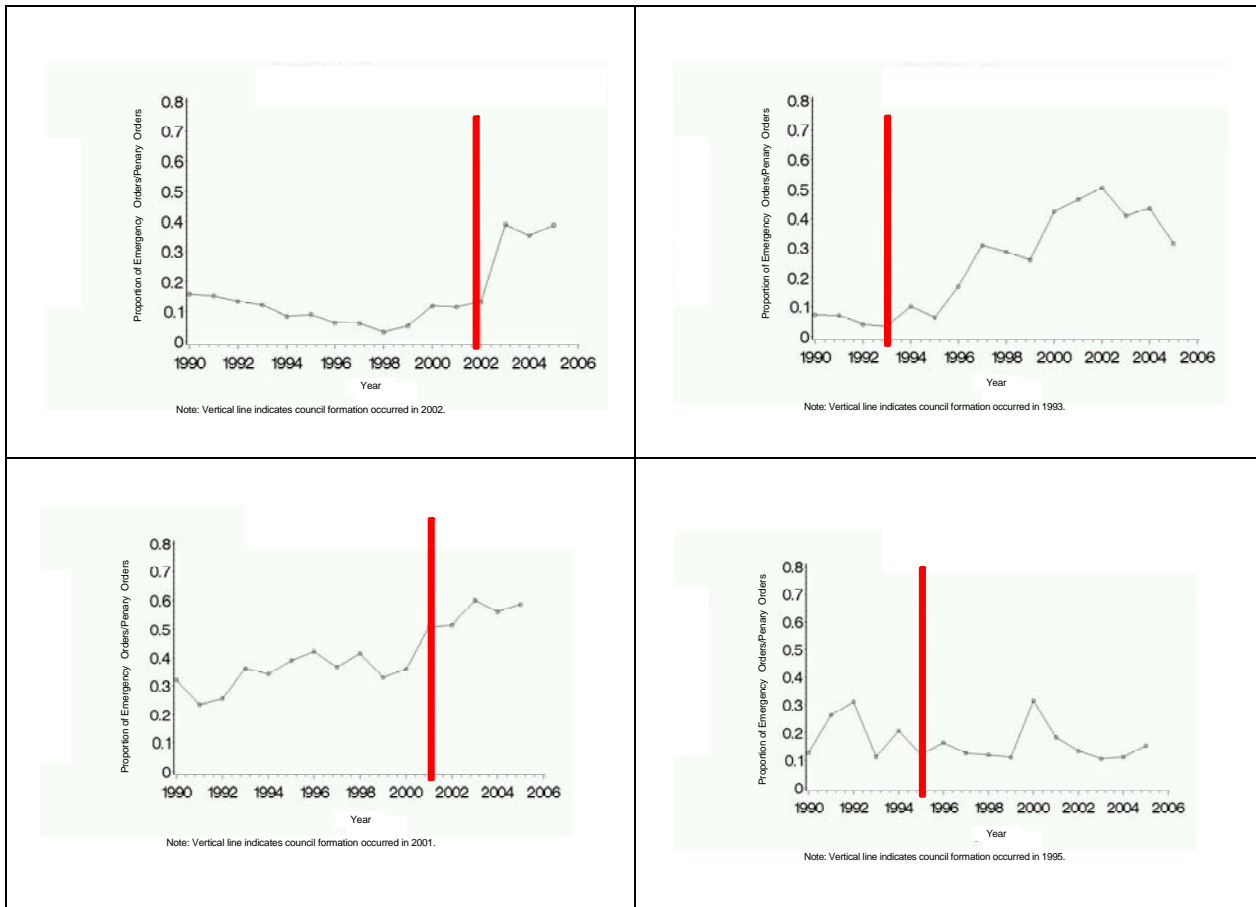 Proportion of Emergency Orders/Penary Orders
0.8
0.7
0.6
0.5
0.4
0.3
0.2
0.1
0
1990 1992 1994 1996 1998 2000 2002 2004 2006
Year
Note: Vertical line indicates council formation occurred in 2002.
Proportion of Emergency Orders/Penary Orders
0.8
0.7
0.6
0.5
0.4
0.3
0.2
0.1
0
1990 1992 1994 1996 1998 2000 2002 2004 2006
Year
Note: Vertical line indicates council formation occurred in 1993.
Proportion of Emergency Orders/Penary Orders
0.8
0.7
0.6
0.5
0.4
0.3
0.2
0.1
0
1990 1992 1994 1996 1998 2000 2002 2004 2006
Year
Note: Vertical line indicates council formation occurred in 2001.
Proportion of Emergency Orders/Penary Orders
0.8
0.7
0.6
0.5
0.4
0.3
0.2
0.1
0
1990 1992 1994 1996 1998 2000 2002 2004 2006
Year
Note: Vertical line indicates council formation occurred in 1995.